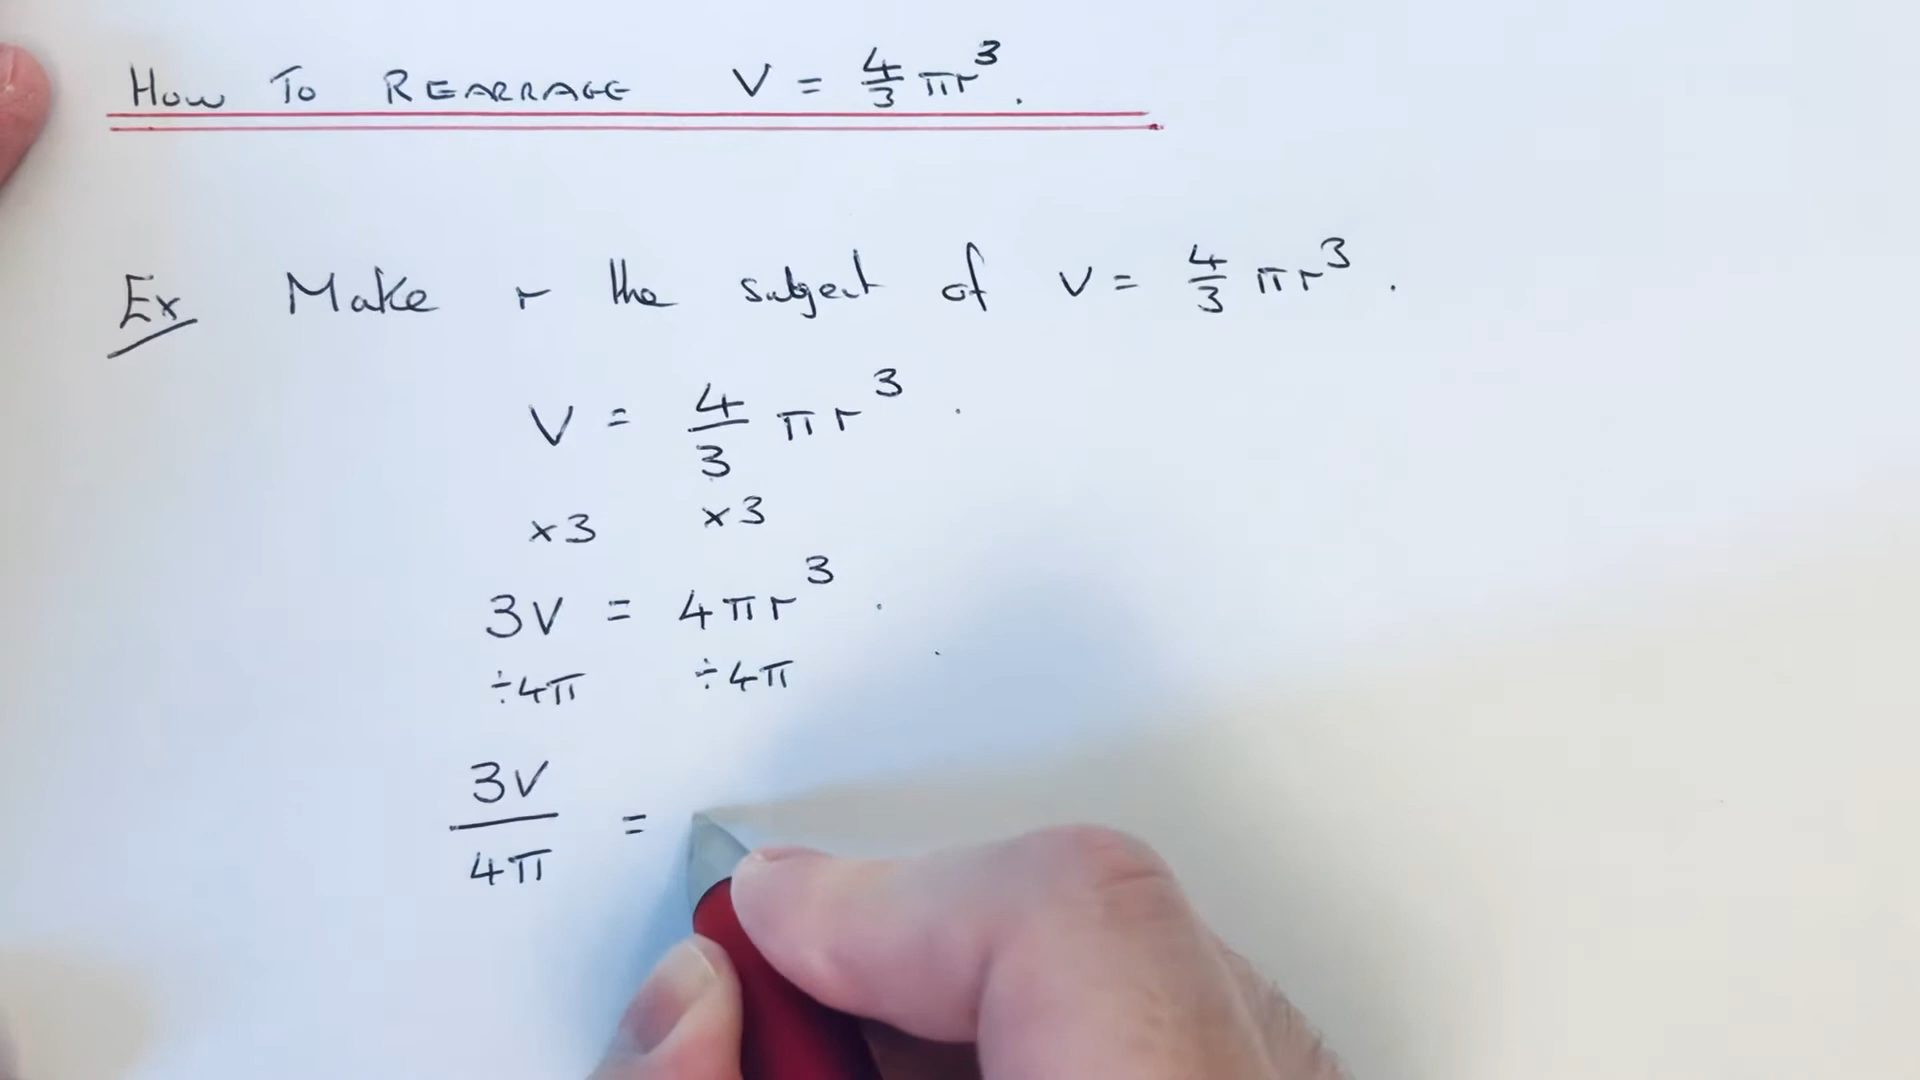 HOW TO REARRAGE V = 4/3 πr³.
Ex Make r the subject of V = 4/3 πr³.
V = 4/3 πr³.
×3 ×3
3V = 4πr³.
÷4π ÷4π
3V/4π =